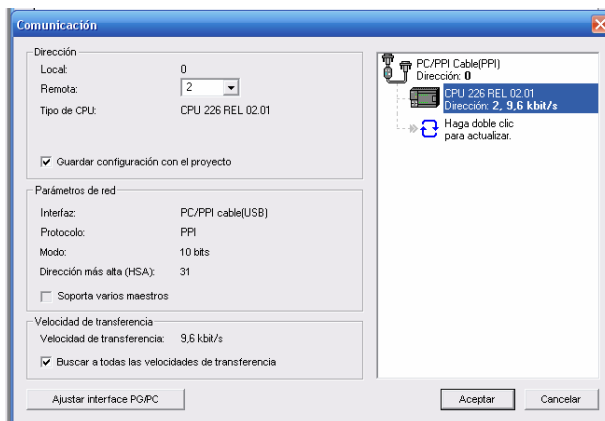 Comunicación
Dirección
Local: 0
Remota: 2
Tipo de CPU: CPU 226 REL 02.01
Guardar configuración con el proyecto
Parámetros de red
Interfaz: PC/PPI cable(USB)
Protocolo: PPI
Modo: 10 bits
Dirección más alta (HSA): 31
Soporta varios maestros
Velocidad de transferencia
Velocidad de transferencia: 9,6 kbit/s
Buscar a todas las velocidades de transferencia
Ajustar interface PG/PC
PC/PPI Cable(PPI)
Dirección: 0
CPU 226 REL 02.01
Dirección: 2, 9,6 kbit/s
Haga doble clic
para actualizar.
Aceptar
Cancelar